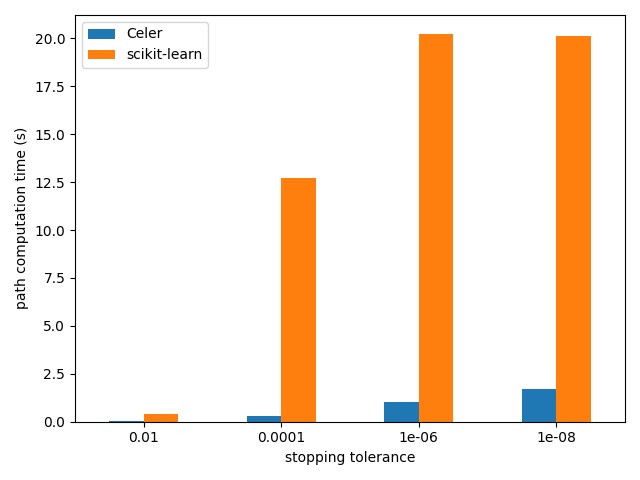 Celer
scikit-learn
path computation time (s)
20.0
17.5
15.0
12.5
10.0
7.5
5.0
2.5
0.0
0.01 0.0001 1e-06 1e-08
stopping tolerance